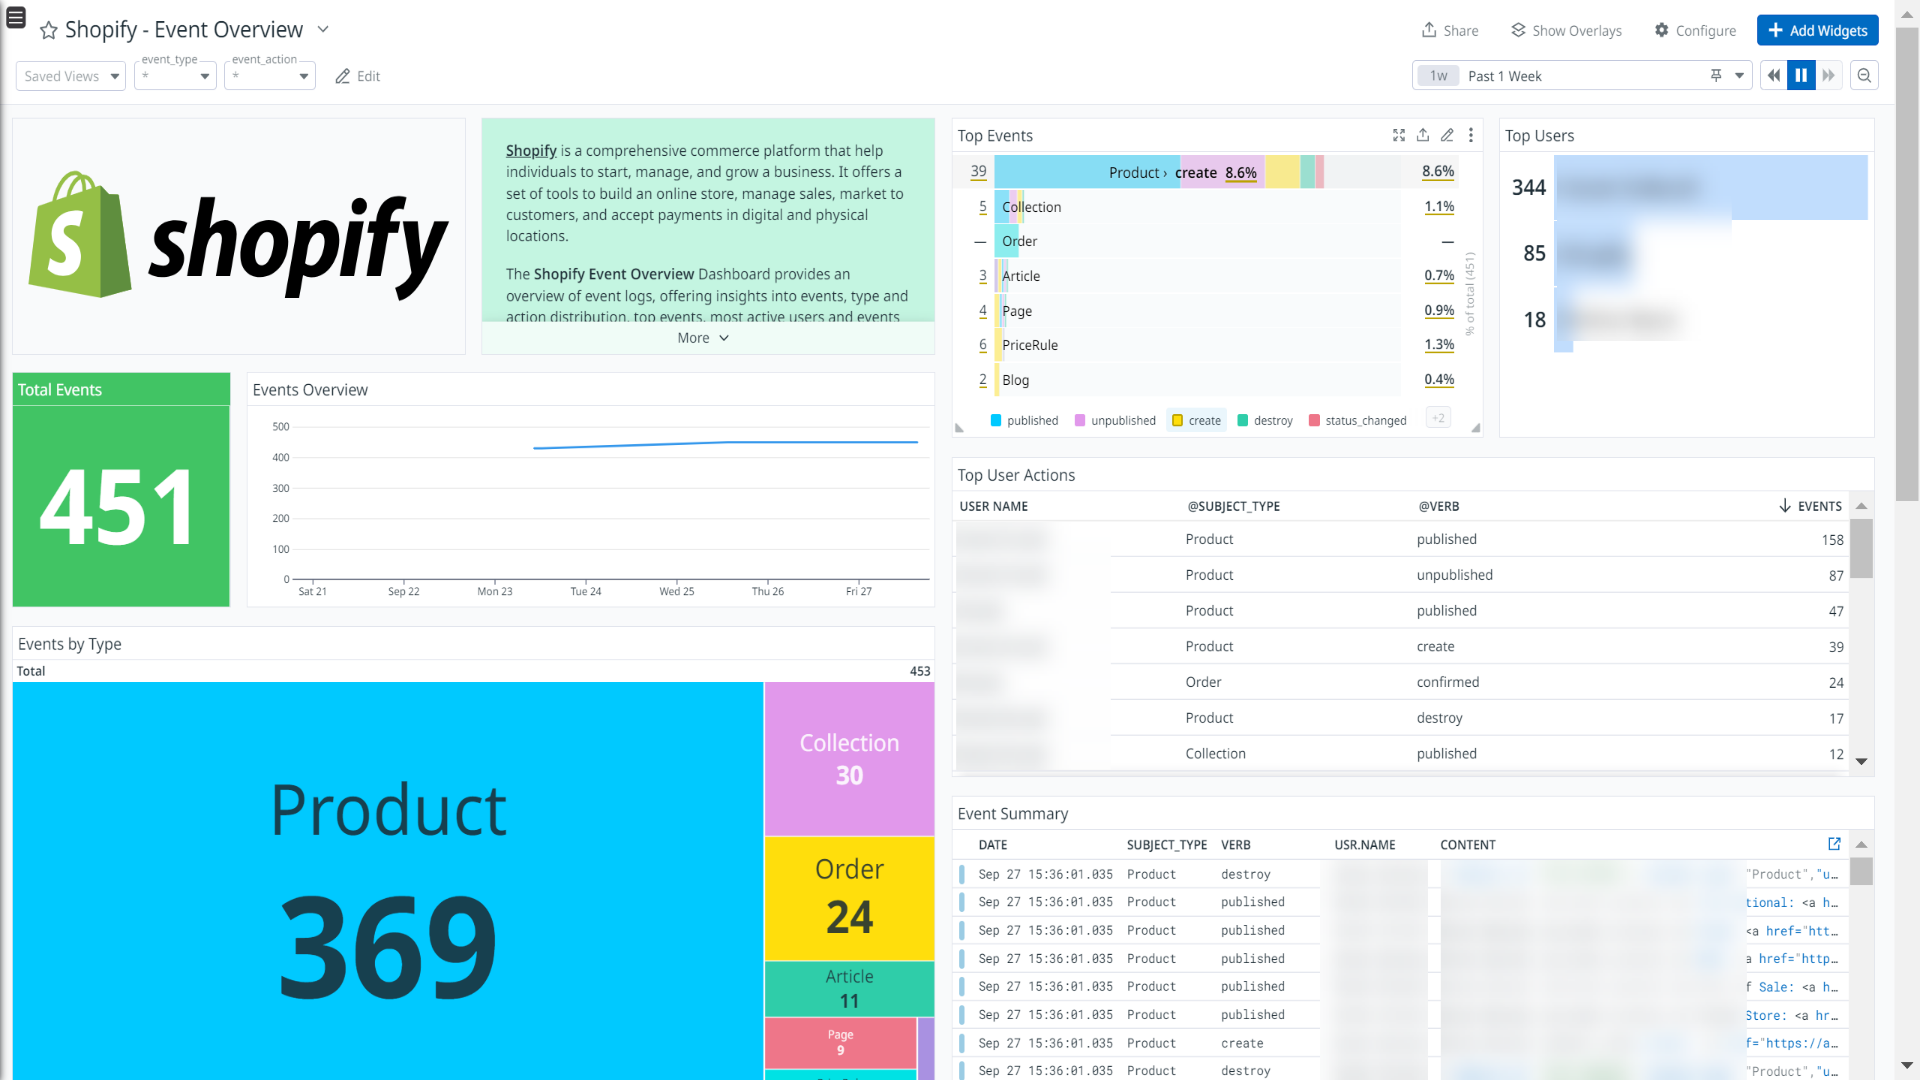 Shopify - Event Overview
Share
Show Overlays
Configure
Add Widgets
Saved Views
event_type
*
event_action
*
Edit
1w
Past 1 Week
shopify
Shopify is a comprehensive commerce platform that help
individuals to start, manage, and grow a business. It offers a
set of tools to build an online store, manage sales, market to
customers, and accept payments in digital and physical
locations.
The Shopify Event Overview Dashboard provides an
overview of event logs, offering insights into events, type and
action distribution, top events, most active users and events
More
Top Events
39 Product › create 8.6% 8.6%
5 Collection 1.1%
— Order —
3 Article 0.7%
4 Page 0.9%
6 PriceRule 1.3%
2 Blog 0.4%
% of total (451)
published unpublished create destroy status_changed +2
Top Users
344
85
18
Total Events
451
Events Overview
500
400
300
200
100
0
Sat 21 Sep 22 Mon 23 Tue 24 Wed 25 Thu 26 Fri 27
Top User Actions
USER NAME @SUBJECT_TYPE @VERB EVENTS
Product published 158
Product unpublished 87
Product published 47
Product create 39
Order confirmed 24
Product destroy 17
Collection published 12
Events by Type
Total 453
Product
369
Collection
30
Order
24
Article
11
Page
9
Event Summary
DATE SUBJECT_TYPE VERB USR.NAME CONTENT
Sep 27 15:36:01.035 Product destroy "Product","u…
Sep 27 15:36:01.035 Product published tional: <a h…
Sep 27 15:36:01.035 Product published <a href="htt…
Sep 27 15:36:01.035 Product published a href="http…
Sep 27 15:36:01.035 Product published f Sale: <a h…
Sep 27 15:36:01.035 Product published Store: <a hr…
Sep 27 15:36:01.035 Product create f="https://a…
Sep 27 15:36:01.035 Product destroy "Product","u…